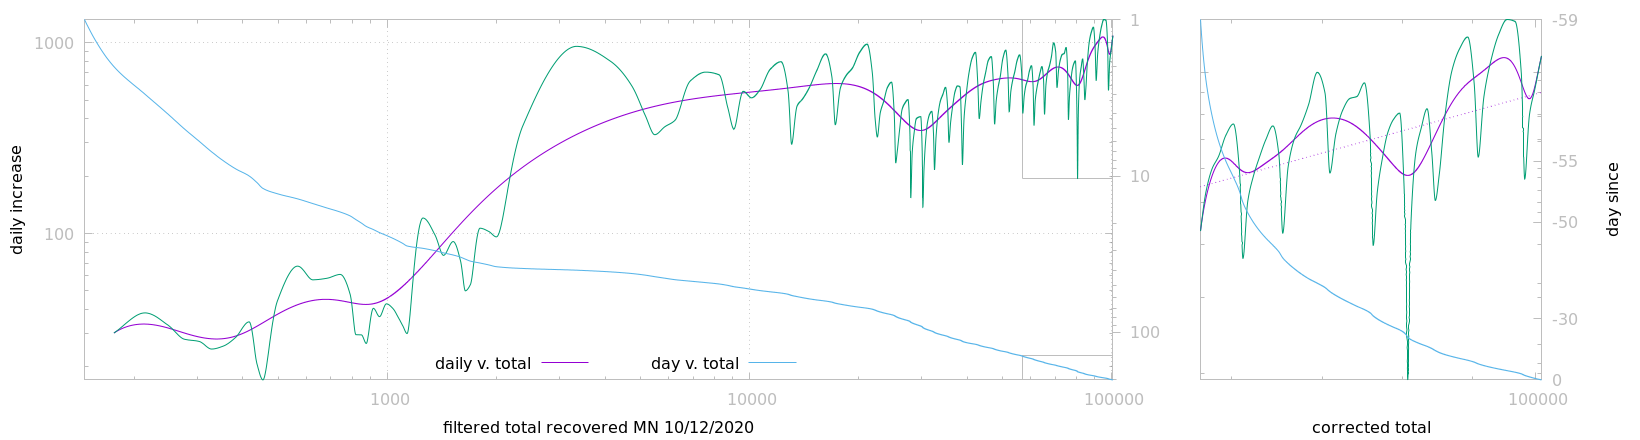 1000
100
daily increase
1
10
100
daily v. total
day v. total
1000
10000
100000
filtered total recovered MN 10/12/2020
-59
-55
-50
-30
0
day since
100000
corrected total